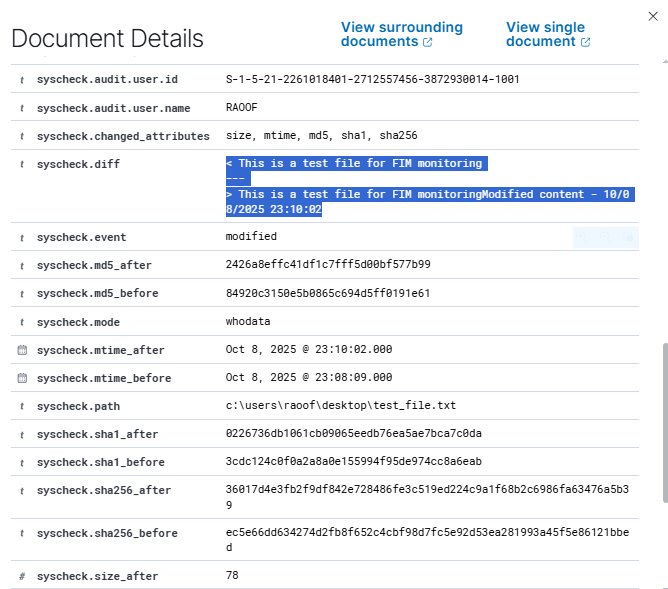 Document Details
View surrounding
documents
View single
document
t syscheck.audit.user.id S-1-5-21-2261018401-2712557456-3872930014-1001
t syscheck.audit.user.name RAOOF
t syscheck.changed_attributes size, mtime, md5, sha1, sha256
t syscheck.diff < This is a test file for FIM monitoring
---
> This is a test file for FIM monitoringModified content - 10/0
8/2025 23:10:02
t syscheck.event modified
t syscheck.md5_after 2426a8effc41df1c7fff5d00bf577b99
t syscheck.md5_before 84920c3150e5b0865c694d5ff0191e61
t syscheck.mode whodata
syscheck.mtime_after Oct 8, 2025 @ 23:10:02.000
syscheck.mtime_before Oct 8, 2025 @ 23:08:09.000
t syscheck.path c:\users\raoof\desktop\test_file.txt
t syscheck.sha1_after 0226736db1061cb09065eedb76ea5ae7bca7c0da
t syscheck.sha1_before 3cdc124c0f0a2a8a0e155994f95de974cc8a6eab
t syscheck.sha256_after 36017d4e3fb2f9df842e728486fe3c519ed224c9a1f68b2c6986fa63476a5b3
9
t syscheck.sha256_before ec5e66dd634274d2fb8f652c4cbf98d7fc5e92d53ea281993a45f5e86121bbe
d
# syscheck.size_after 78